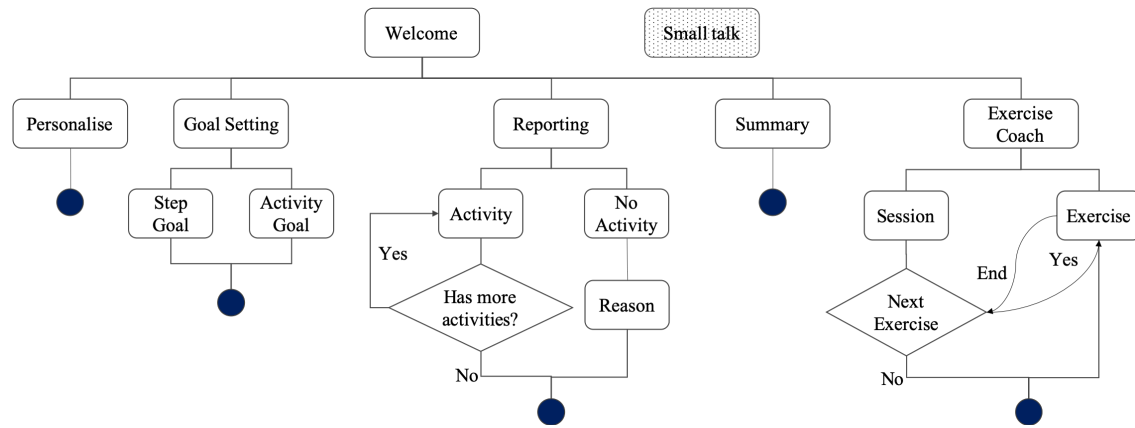 Welcome
Small talk
Personalise
Goal Setting
Reporting
Summary
Exercise
Coach
Step
Goal
Activity
Goal
Activity
No
Activity
Session
Exercise
Yes
End
Yes
Has more
activities?
Reason
Next
Exercise
No
No